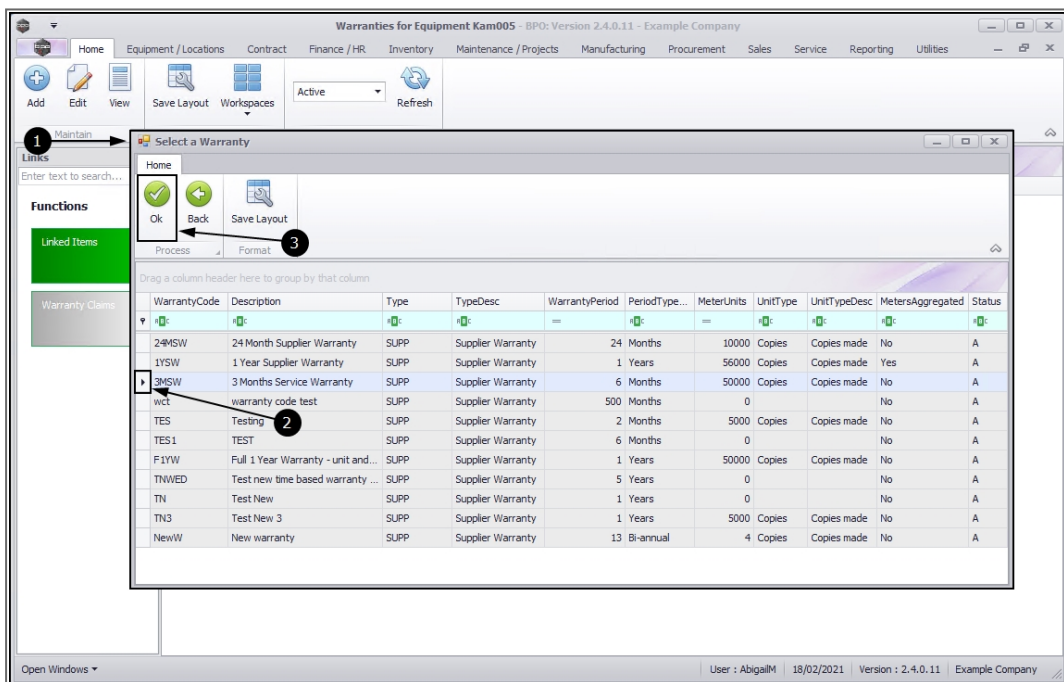 Warranties for Equipment Kam005 - BPO: Version 2.4.0.11 - Example Company
Home Equipment / Locations Contract Finance / HR Inventory Maintenance / Projects Manufacturing Procurement Sales Service Reporting Utilities
Add Edit View Save Layout Workspaces Active Refresh
Maintain
1
Links
Enter text to search...
Functions
Linked Items
Warranty Claims
Select a Warranty
Home
Ok Back Save Layout
Process Format
3
Drag a column header here to group by that column
WarrantyCode Description Type TypeDesc WarrantyPeriod PeriodType... MeterUnits UnitType UnitTypeDesc MetersAggregated Status
24MSW 24 Month Supplier Warranty SUPP Supplier Warranty 24 Months 10000 Copies Copies made No A
1YSW 1 Year Supplier Warranty SUPP Supplier Warranty 1 Years 56000 Copies Copies made Yes A
3MSW 3 Months Service Warranty SUPP Supplier Warranty 6 Months 50000 Copies Copies made No A
wct warranty code test SUPP Supplier Warranty 500 Months 0 No A
TES Testing SUPP Supplier Warranty 2 Months 5000 Copies Copies made No A
2
TES1 TEST SUPP Supplier Warranty 6 Months 0 No A
F1YW Full 1 Year Warranty - unit and... SUPP Supplier Warranty 1 Years 50000 Copies Copies made No A
TNWED Test new time based warranty ... SUPP Supplier Warranty 5 Years 0 No A
TN Test New SUPP Supplier Warranty 1 Years 0 No A
TN3 Test New 3 SUPP Supplier Warranty 1 Years 5000 Copies Copies made No A
NewW New warranty SUPP Supplier Warranty 13 Bi-annual 4 Copies Copies made No A
Open Windows User : AbigailM 18/02/2021 Version : 2.4.0.11 Example Company